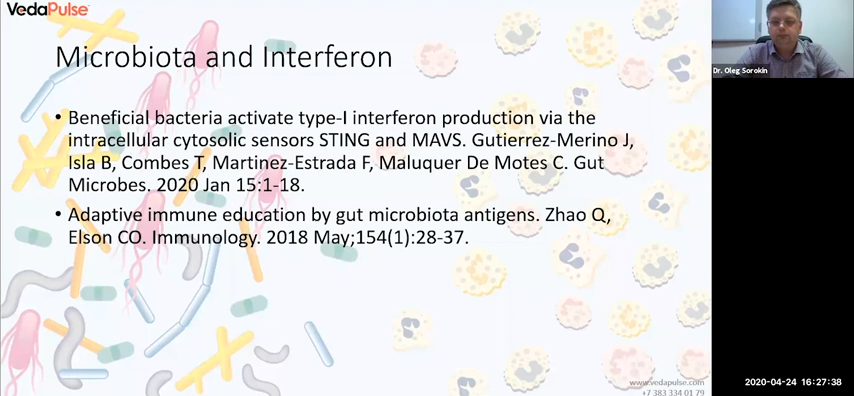 VedaPulse
Microbiota and Interferon
• Beneficial bacteria activate type-I interferon production via the
intracellular cytosolic sensors STING and MAVS. Gutierrez-Merino J,
Isla B, Combes T, Martinez-Estrada F, Maluquer De Motes C. Gut
Microbes. 2020 Jan 15:1-18.
• Adaptive immune education by gut microbiota antigens. Zhao Q,
Elson CO. Immunology. 2018 May;154(1):28-37.
www.vedapulse.com
+7 383 334 01 79
Dr. Oleg Sorokin
2020-04-24 16:27:38